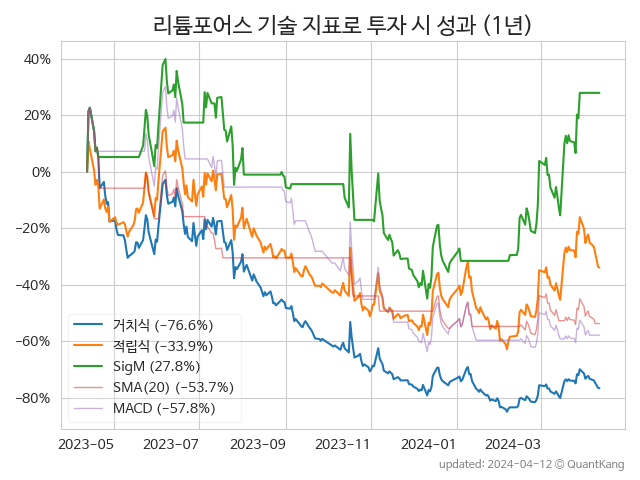 리튬포어스 기술 지표로 투자 시 성과 (1년)
40%
20%
0%
−20%
−40%
−60%
−80%
거치식 (−76.6%)
적립식 (−33.9%)
SigM (27.8%)
SMA(20) (−53.7%)
MACD (−57.8%)
2023-05 2023-07 2023-09 2023-11 2024-01 2024-03
updated: 2024-04-12 © QuantKang